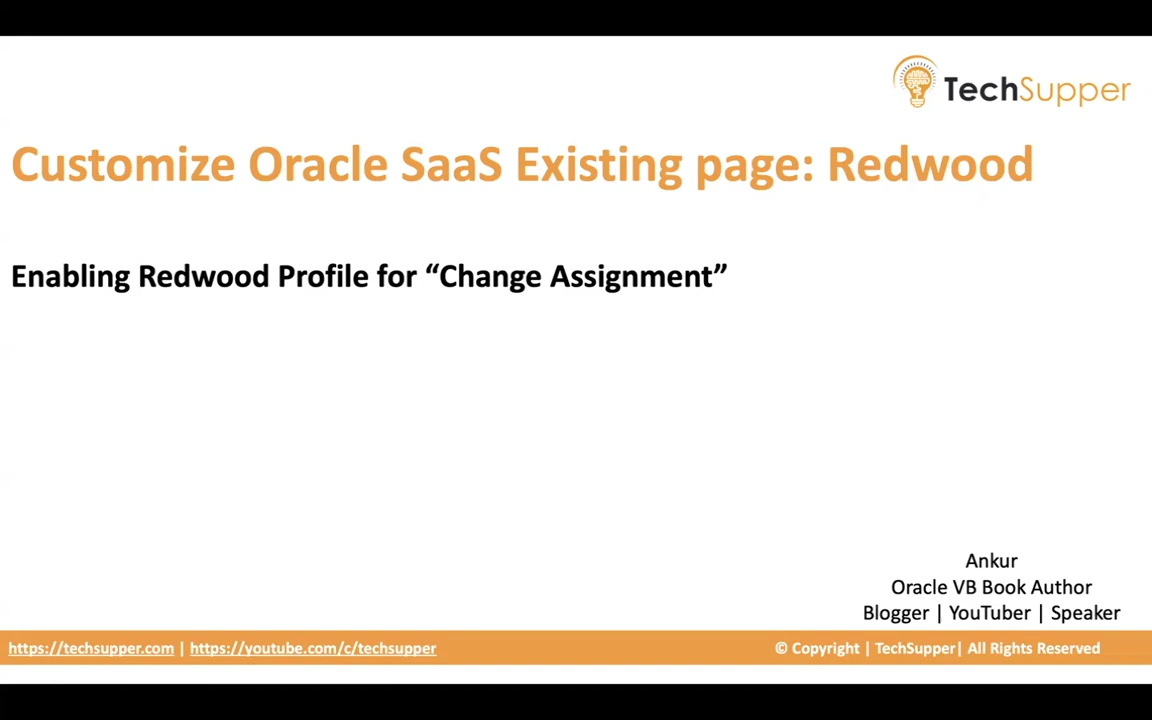 TechSupper
Customize Oracle SaaS Existing page: Redwood
Enabling Redwood Profile for “Change Assignment”
Ankur
Oracle VB Book Author
Blogger | YouTuber | Speaker
https://techsupper.com | https://youtube.com/c/techsupper
© Copyright | TechSupper| All Rights Reserved